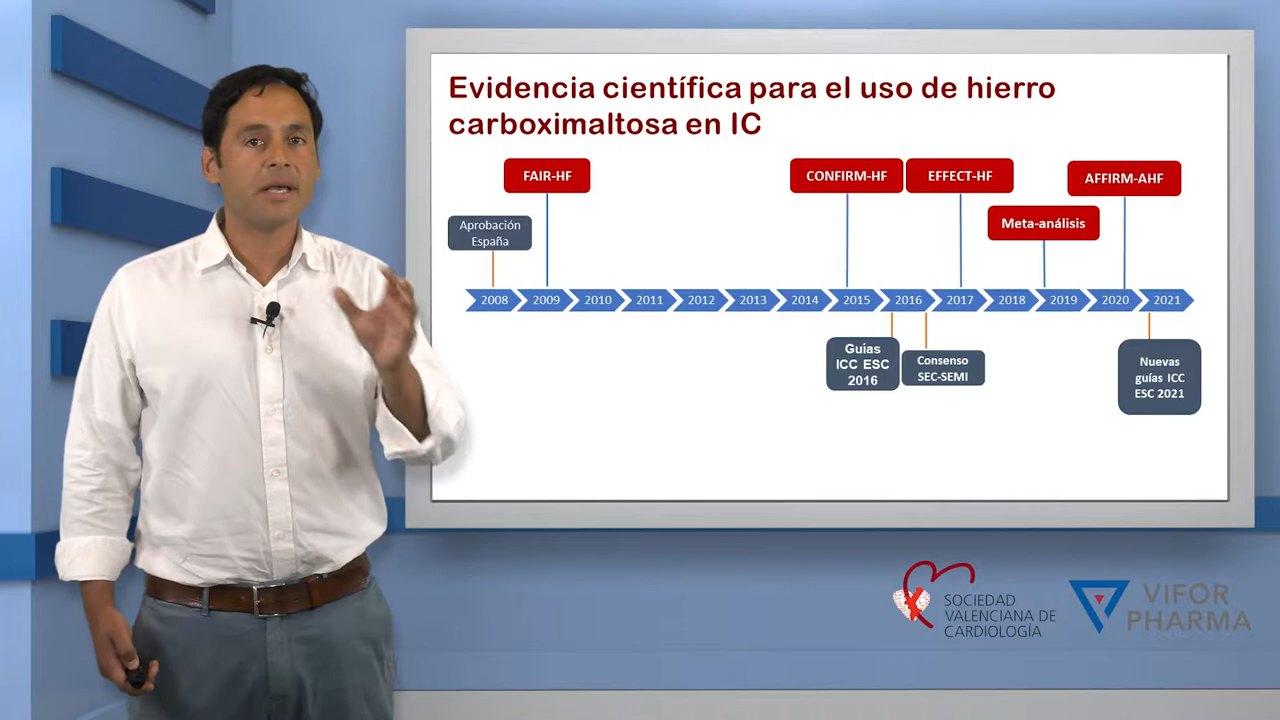 Evidencia científica para el uso de hierro
carboximaltosa en IC
FAIR-HF
CONFIRM-HF
EFFECT-HF
AFFIRM-AHF
Meta-análisis
Aprobación
España
2008
2009
2010
2011
2012
2013
2014
2015
2016
2017
2018
2019
2020
2021
Guías
ICC ESC
2016
Consenso
SEC-SEMI
Nuevas
guías ICC
ESC 2021
SOCIEDAD
VALENCIANA DE
CARDIOLOGÍA
VIFOR
PHARMA